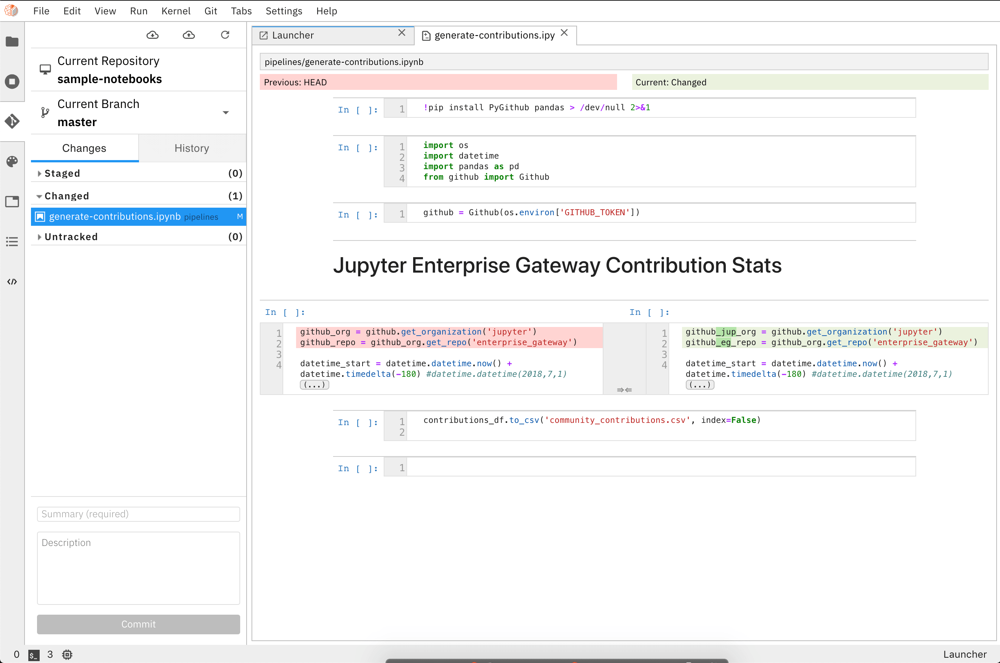 File Edit View Run Kernel Git Tabs Settings Help
Current Repository
sample-notebooks
Current Branch
master
Changes History
Staged (0)
Changed (1)
generate-contributions.ipynb pipelines M
Untracked (0)
Summary (required)
Description
Commit
Launcher generate-contributions.ipy
pipelines/generate-contributions.ipynb
Previous: HEAD Current: Changed
In [ ]: 1 !pip install PyGithub pandas > /dev/null 2>&1
In [ ]: 1 import os
2 import datetime
3 import pandas as pd
4 from github import Github
In [ ]: 1 github = Github(os.environ['GITHUB_TOKEN'])
Jupyter Enterprise Gateway Contribution Stats
In [ ]:
1 github_org = github.get_organization('jupyter')
2 github_repo = github_org.get_repo('enterprise_gateway')
3
4 datetime_start = datetime.datetime.now() +
datetime.timedelta(-180) #datetime.datetime(2018,7,1)
(...)
⇛⇚
In [ ]:
1 github_jup_org = github.get_organization('jupyter')
2 github_eg_repo = github_org.get_repo('enterprise_gateway')
3
4 datetime_start = datetime.datetime.now() +
datetime.timedelta(-180) #datetime.datetime(2018,7,1)
(...)
In [ ]: 1 contributions_df.to_csv('community_contributions.csv', index=False)
2
In [ ]: 1
0 $_ 3 Launcher